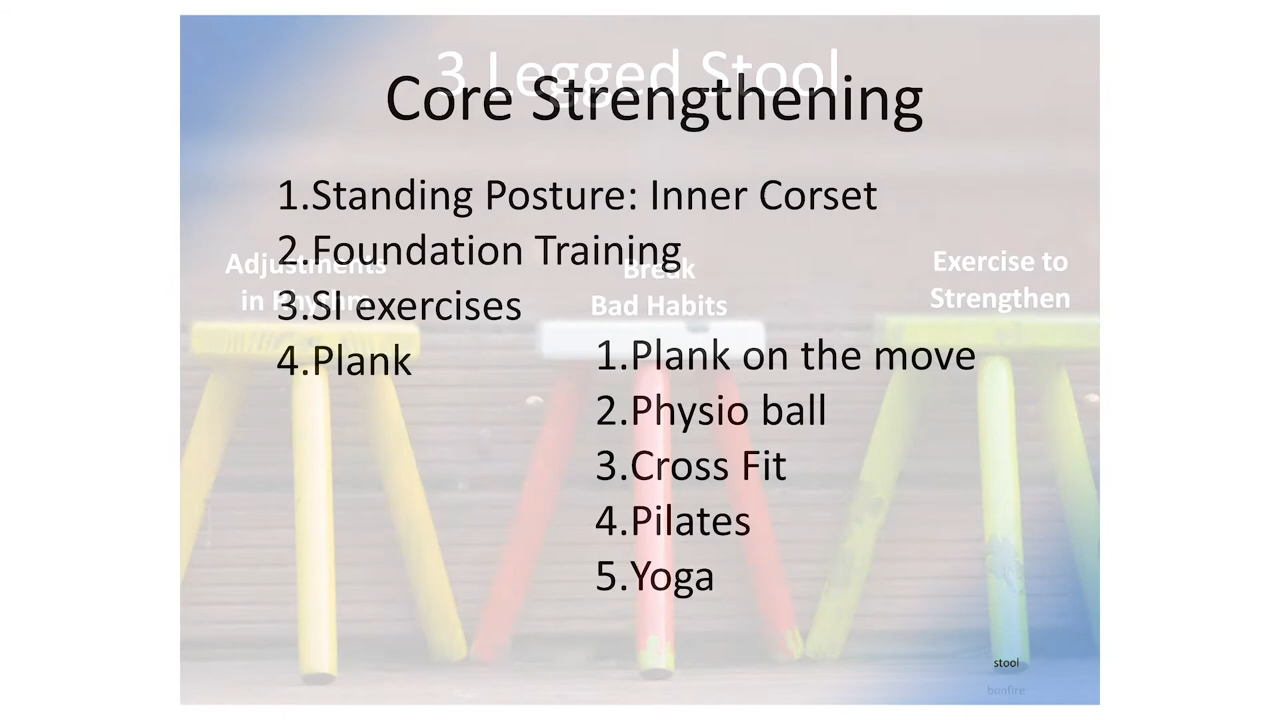 3 Legged Stool
Core Strengthening
1.Standing Posture: Inner Corset
2.Foundation Training
3.SI exercises
4.Plank
Adjustments
in Rhythm
Break
Bad Habits
Exercise to
Strengthen
1.Plank on the move
2.Physio ball
3.Cross Fit
4.Pilates
5.Yoga
stool
bonfire